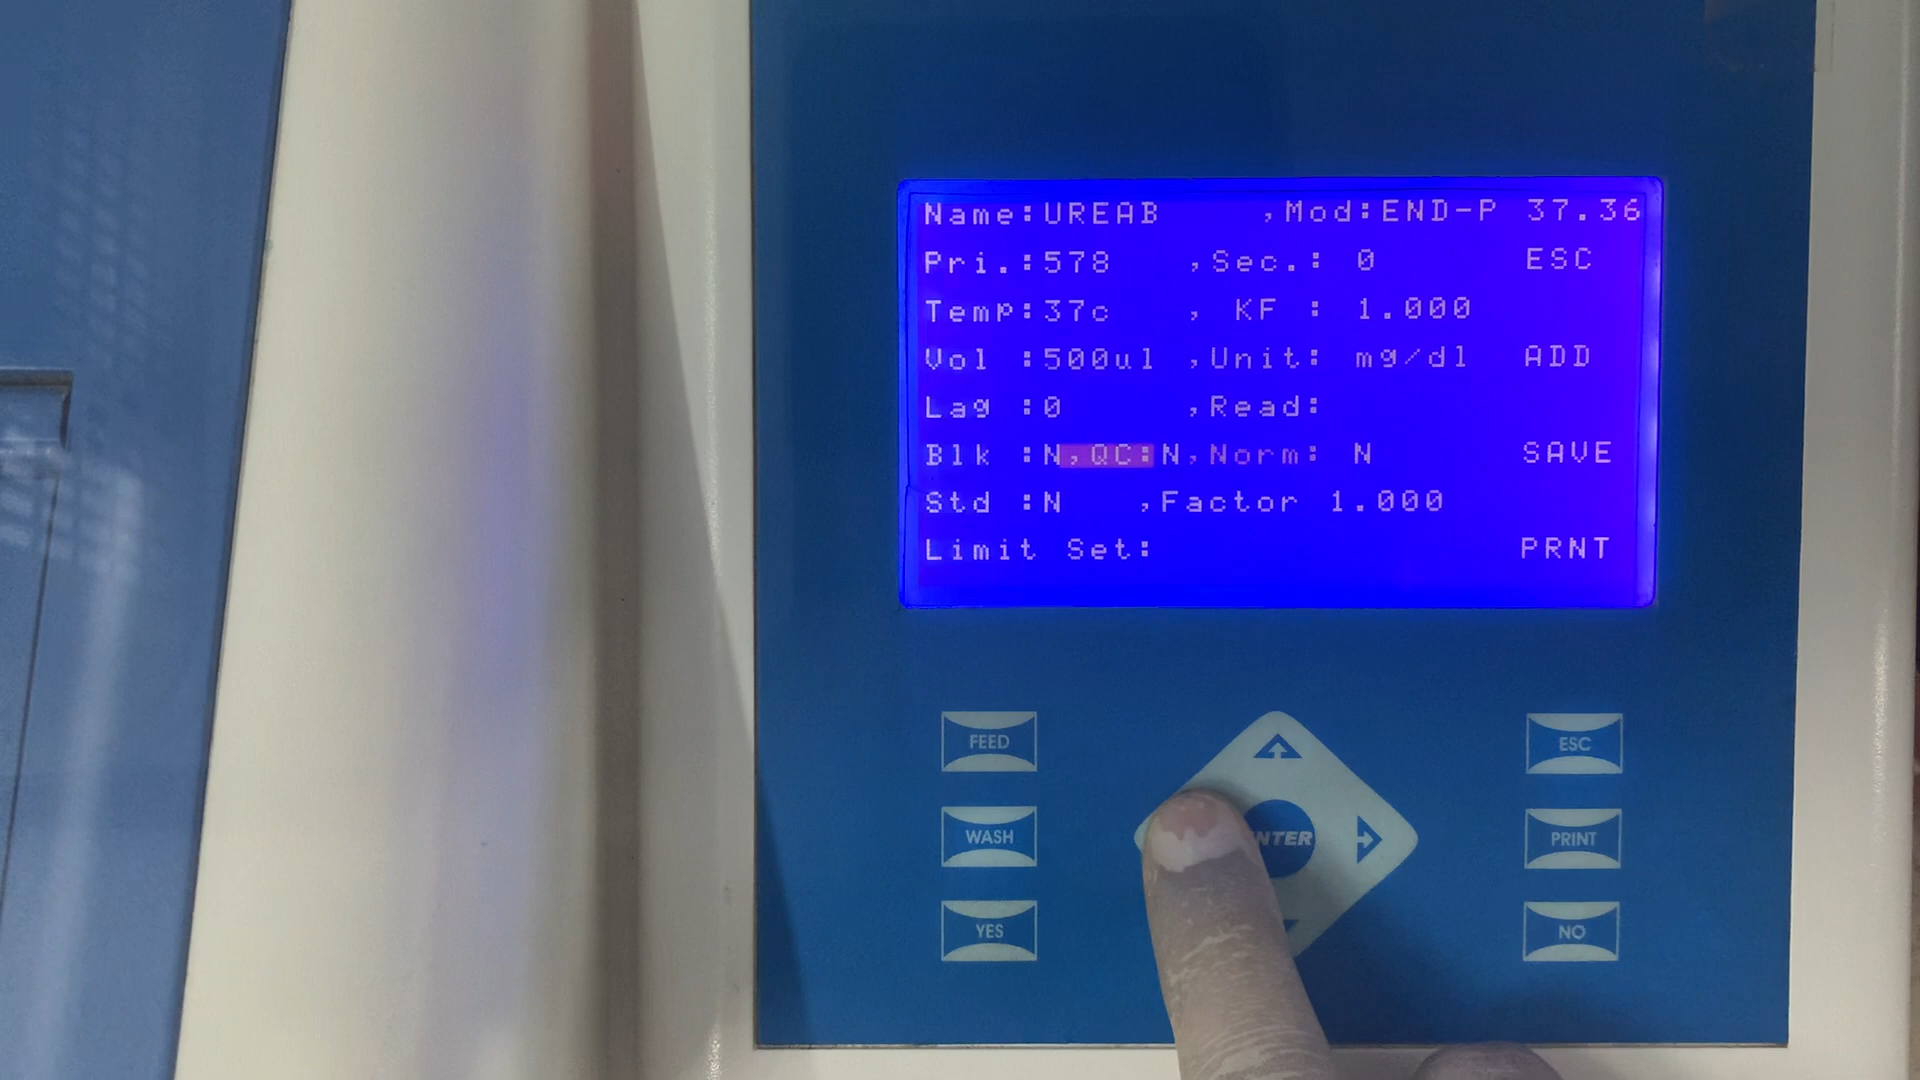 Name:UREAB ,Mod:END-P 37.36
Pri.:578 ,Sec.: 0 ESC
Temp:37c , KF : 1.000
Vol :500ul ,Unit: mg/dl ADD
Lag :0 ,Read:
Blk :N,QC:N,Norm: N SAVE
Std :N ,Factor 1.000
Limit Set: PRNT
FEED ESC
WASH NTER PRINT
YES NO